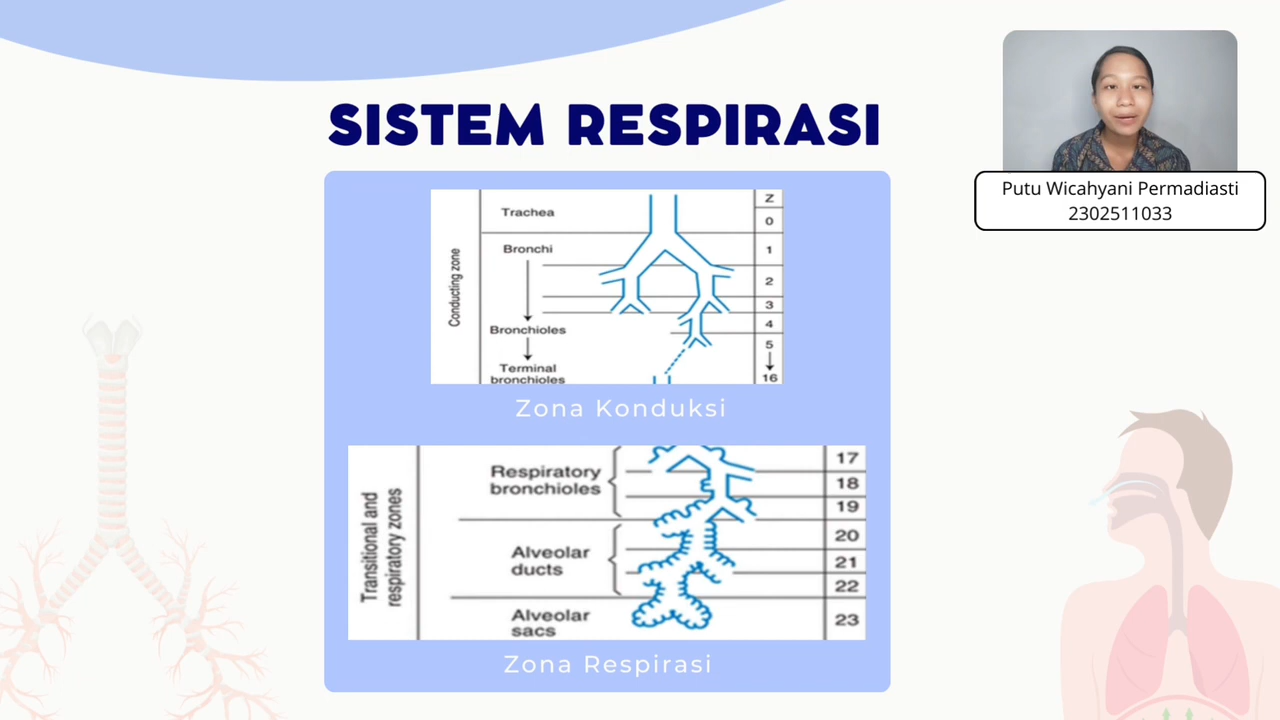 SISTEM RESPIRASI
Putu Wicahyani Permadiasti
2302511033
Conducting zone
Trachea
Bronchi
Bronchioles
Terminal
bronchioles
Z
0
1
2
3
4
5
16
Zona Konduksi
Transitional and
respiratory zones
Respiratory
bronchioles
Alveolar
ducts
Alveolar
sacs
17
18
19
20
21
22
23
Zona Respirasi